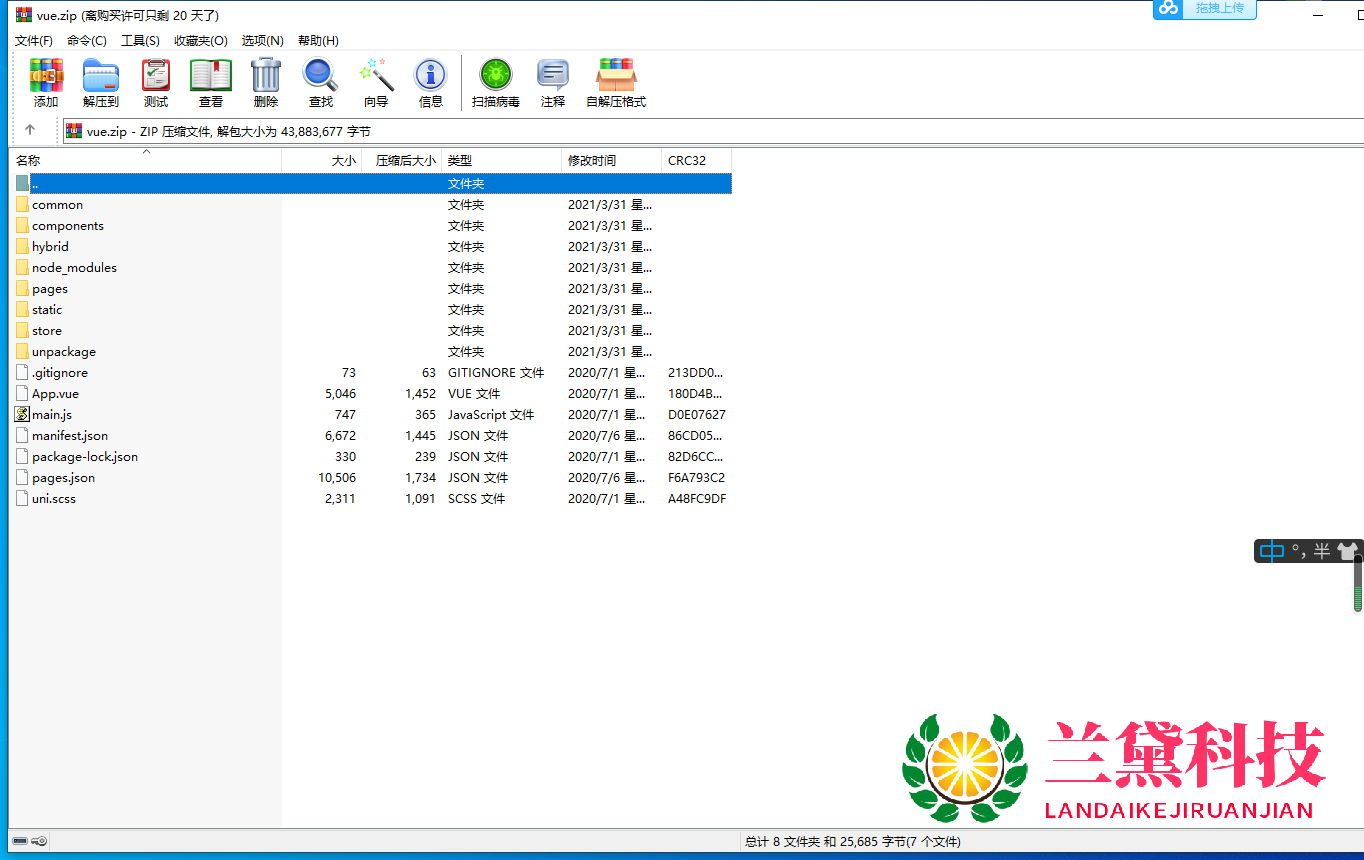 vue.zip (离购买许可只剩 20 天了)
拖拽上传
文件(F) 命令(C) 工具(S) 收藏夹(O) 选项(N) 帮助(H)
添加 解压到 测试 查看 删除 查找 向导 信息 扫描病毒 注释 自解压格式
vue.zip - ZIP 压缩文件, 解包大小为 43,883,677 字节
名称 大小 压缩后大小 类型 修改时间 CRC32
.. 文件夹
common 文件夹 2021/3/31 星...
components 文件夹 2021/3/31 星...
hybrid 文件夹 2021/3/31 星...
node_modules 文件夹 2021/3/31 星...
pages 文件夹 2021/3/31 星...
static 文件夹 2021/3/31 星...
store 文件夹 2021/3/31 星...
unpackage 文件夹 2021/3/31 星...
.gitignore 73 63 GITIGNORE 文件 2020/7/1 星... 213DD0...
App.vue 5,046 1,452 VUE 文件 2020/7/1 星... 180D4B...
main.js 747 365 JavaScript 文件 2020/7/1 星... D0E07627
manifest.json 6,672 1,445 JSON 文件 2020/7/6 星... 86CD05...
package-lock.json 330 239 JSON 文件 2020/7/1 星... 82D6CC...
pages.json 10,506 1,734 JSON 文件 2020/7/6 星... F6A793C2
uni.scss 2,311 1,091 SCSS 文件 2020/7/1 星... A48FC9DF
中 °, 半
兰黛科技
LANDAIKEJIRUANJIAN
总计 8 文件夹 和 25,685 字节(7 个文件)